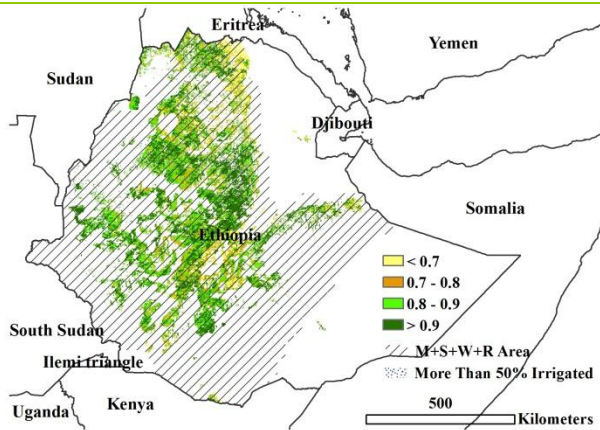 Eritrea
Yemen
Sudan
Djibouti
Somalia
Ethiopia
< 0.7
0.7 - 0.8
0.8 - 0.9
> 0.9
South Sudan
M+S+W+R Area
Ilemi triangle
More Than 50% Irrigated
Uganda
Kenya
500
Kilometers